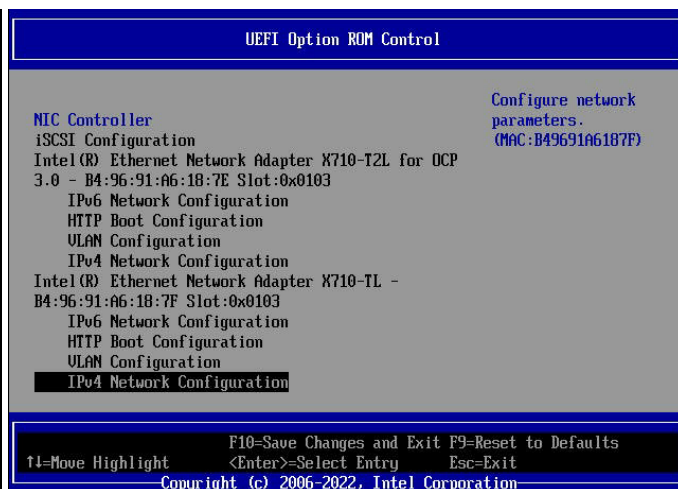 UEFI Option ROM Control
Configure network
parameters.
(MAC:B49691A6187F)
NIC Controller
iSCSI Configuration
Intel(R) Ethernet Network Adapter X710-T2L for OCP
3.0 - B4:96:91:A6:18:7E Slot:0x0103
IPv6 Network Configuration
HTTP Boot Configuration
VLAN Configuration
IPv4 Network Configuration
Intel(R) Ethernet Network Adapter X710-TL -
B4:96:91:A6:18:7F Slot:0x0103
IPv6 Network Configuration
HTTP Boot Configuration
VLAN Configuration
IPv4 Network Configuration
F10=Save Changes and Exit F9=Reset to Defaults
↑↓=Move Highlight <Enter>=Select Entry Esc=Exit
Copyright (c) 2006-2022, Intel Corporation